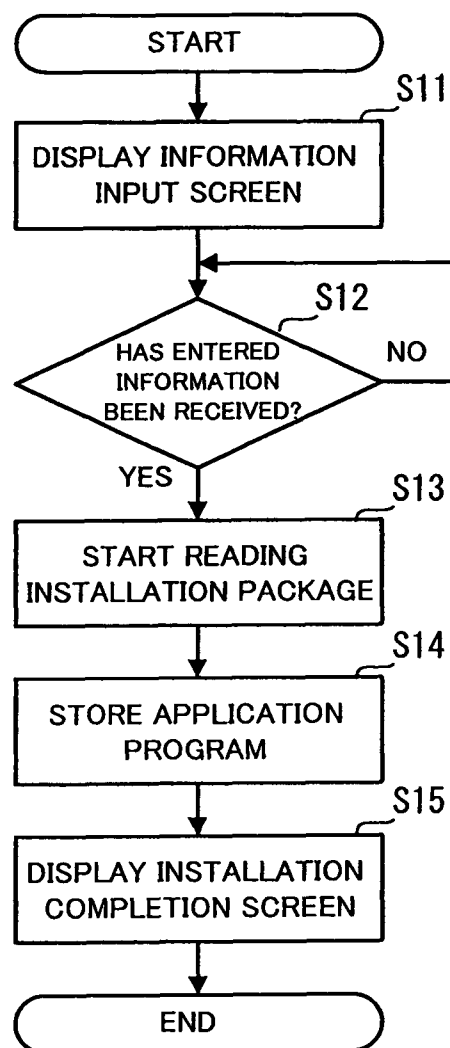 START
S11
DISPLAY INFORMATION
INPUT SCREEN
S12
HAS ENTERED
INFORMATION
BEEN RECEIVED?
NO
YES
S13
START READING
INSTALLATION PACKAGE
S14
STORE APPLICATION
PROGRAM
S15
DISPLAY INSTALLATION
COMPLETION SCREEN
END